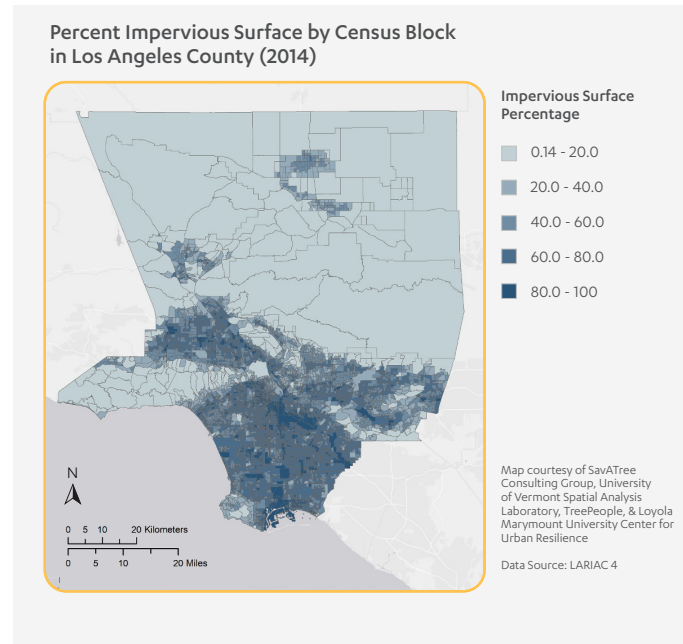 Percent Impervious Surface by Census Block
in Los Angeles County (2014)
Impervious Surface
Percentage
0.14 - 20.0
20.0 - 40.0
40.0 - 60.0
60.0 - 80.0
80.0 - 100
N
0 5 10 20 Kilometers
0 5 10 20 Miles
Map courtesy of SavATree
Consulting Group, University
of Vermont Spatial Analysis
Laboratory, TreePeople, & Loyola
Marymount University Center for
Urban Resilience
Data Source: LARIAC 4